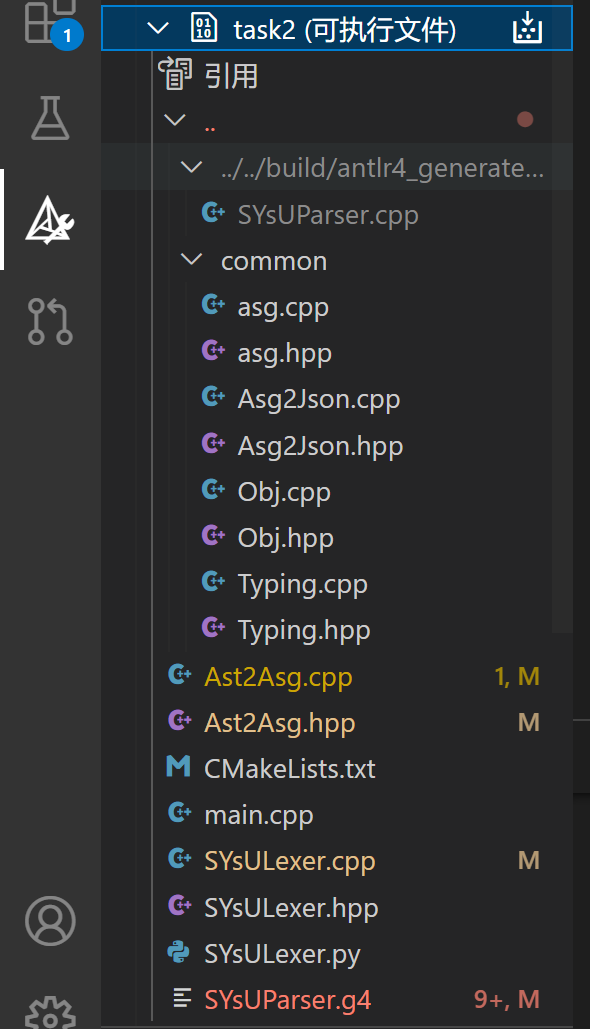 1
task2 (可执行文件)
引用
..
../../build/antlr4_generate...
SYsUParser.cpp
common
asg.cpp
asg.hpp
Asg2Json.cpp
Asg2Json.hpp
Obj.cpp
Obj.hpp
Typing.cpp
Typing.hpp
Ast2Asg.cpp 1, M
Ast2Asg.hpp M
CMakeLists.txt
main.cpp
SYsULexer.cpp M
SYsULexer.hpp
SYsULexer.py
SYsUParser.g4 9+, M